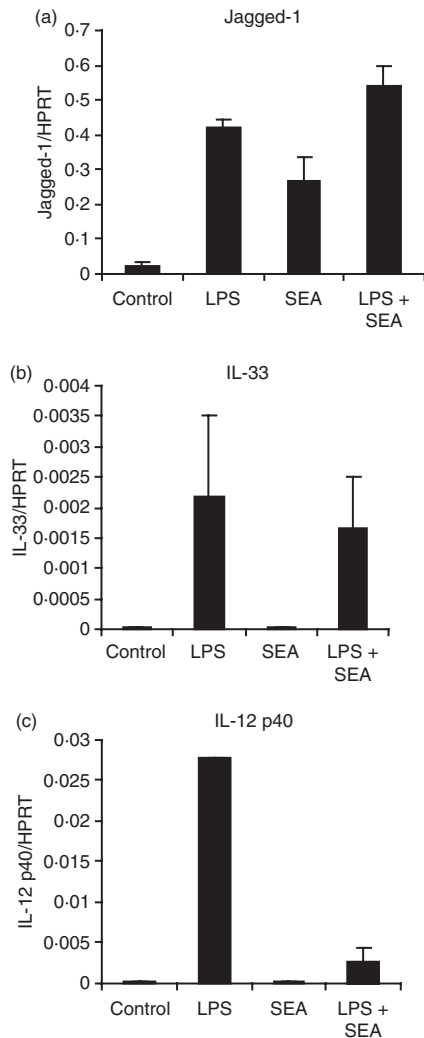 (a) Jagged-1
0·7
0·6
0·5
0·4
0·3
0·2
0·1
0
Jagged-1/HPRT
Control LPS SEA LPS +
SEA
(b) IL-33
0·004
0·0035
0·003
0·0025
0·002
0·0015
0·001
0·0005
0
IL-33/HPRT
Control LPS SEA LPS +
SEA
(c) IL-12 p40
0·03
0·025
0·02
0·015
0·01
0·005
0
IL-12 p40/HPRT
Control LPS SEA LPS +
SEA